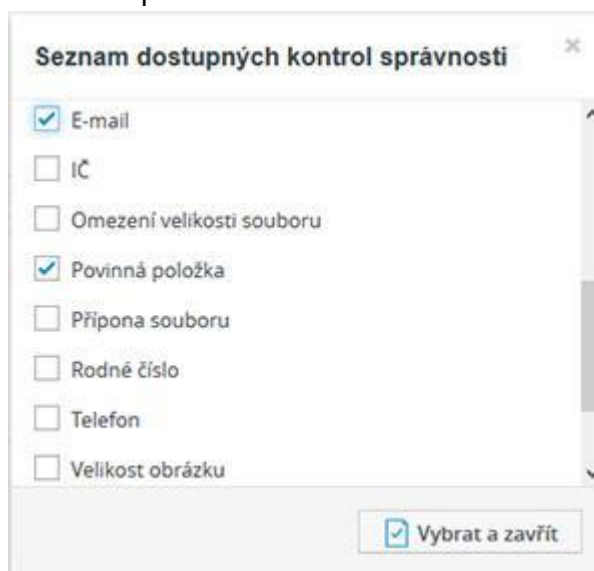 Seznam dostupných kontrol správnosti
E-mail
IČ
Omezení velikosti souboru
Povinná položka
Přípona souboru
Rodné číslo
Telefon
Velikost obrázku
Vybrat a zavřít